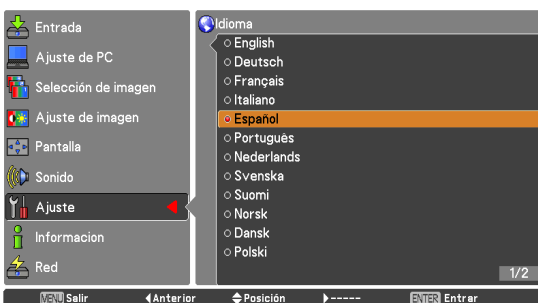 Entrada
Ajuste de PC
Selección de imagen
Ajuste de imagen
Pantalla
Sonido
Ajuste
Informacion
Red
Idioma
English
Deutsch
Français
Italiano
Español
Português
Nederlands
Svenska
Suomi
Norsk
Dansk
Polski
1/2
MENU Salir Anterior Posición ----- ENTER Entrar